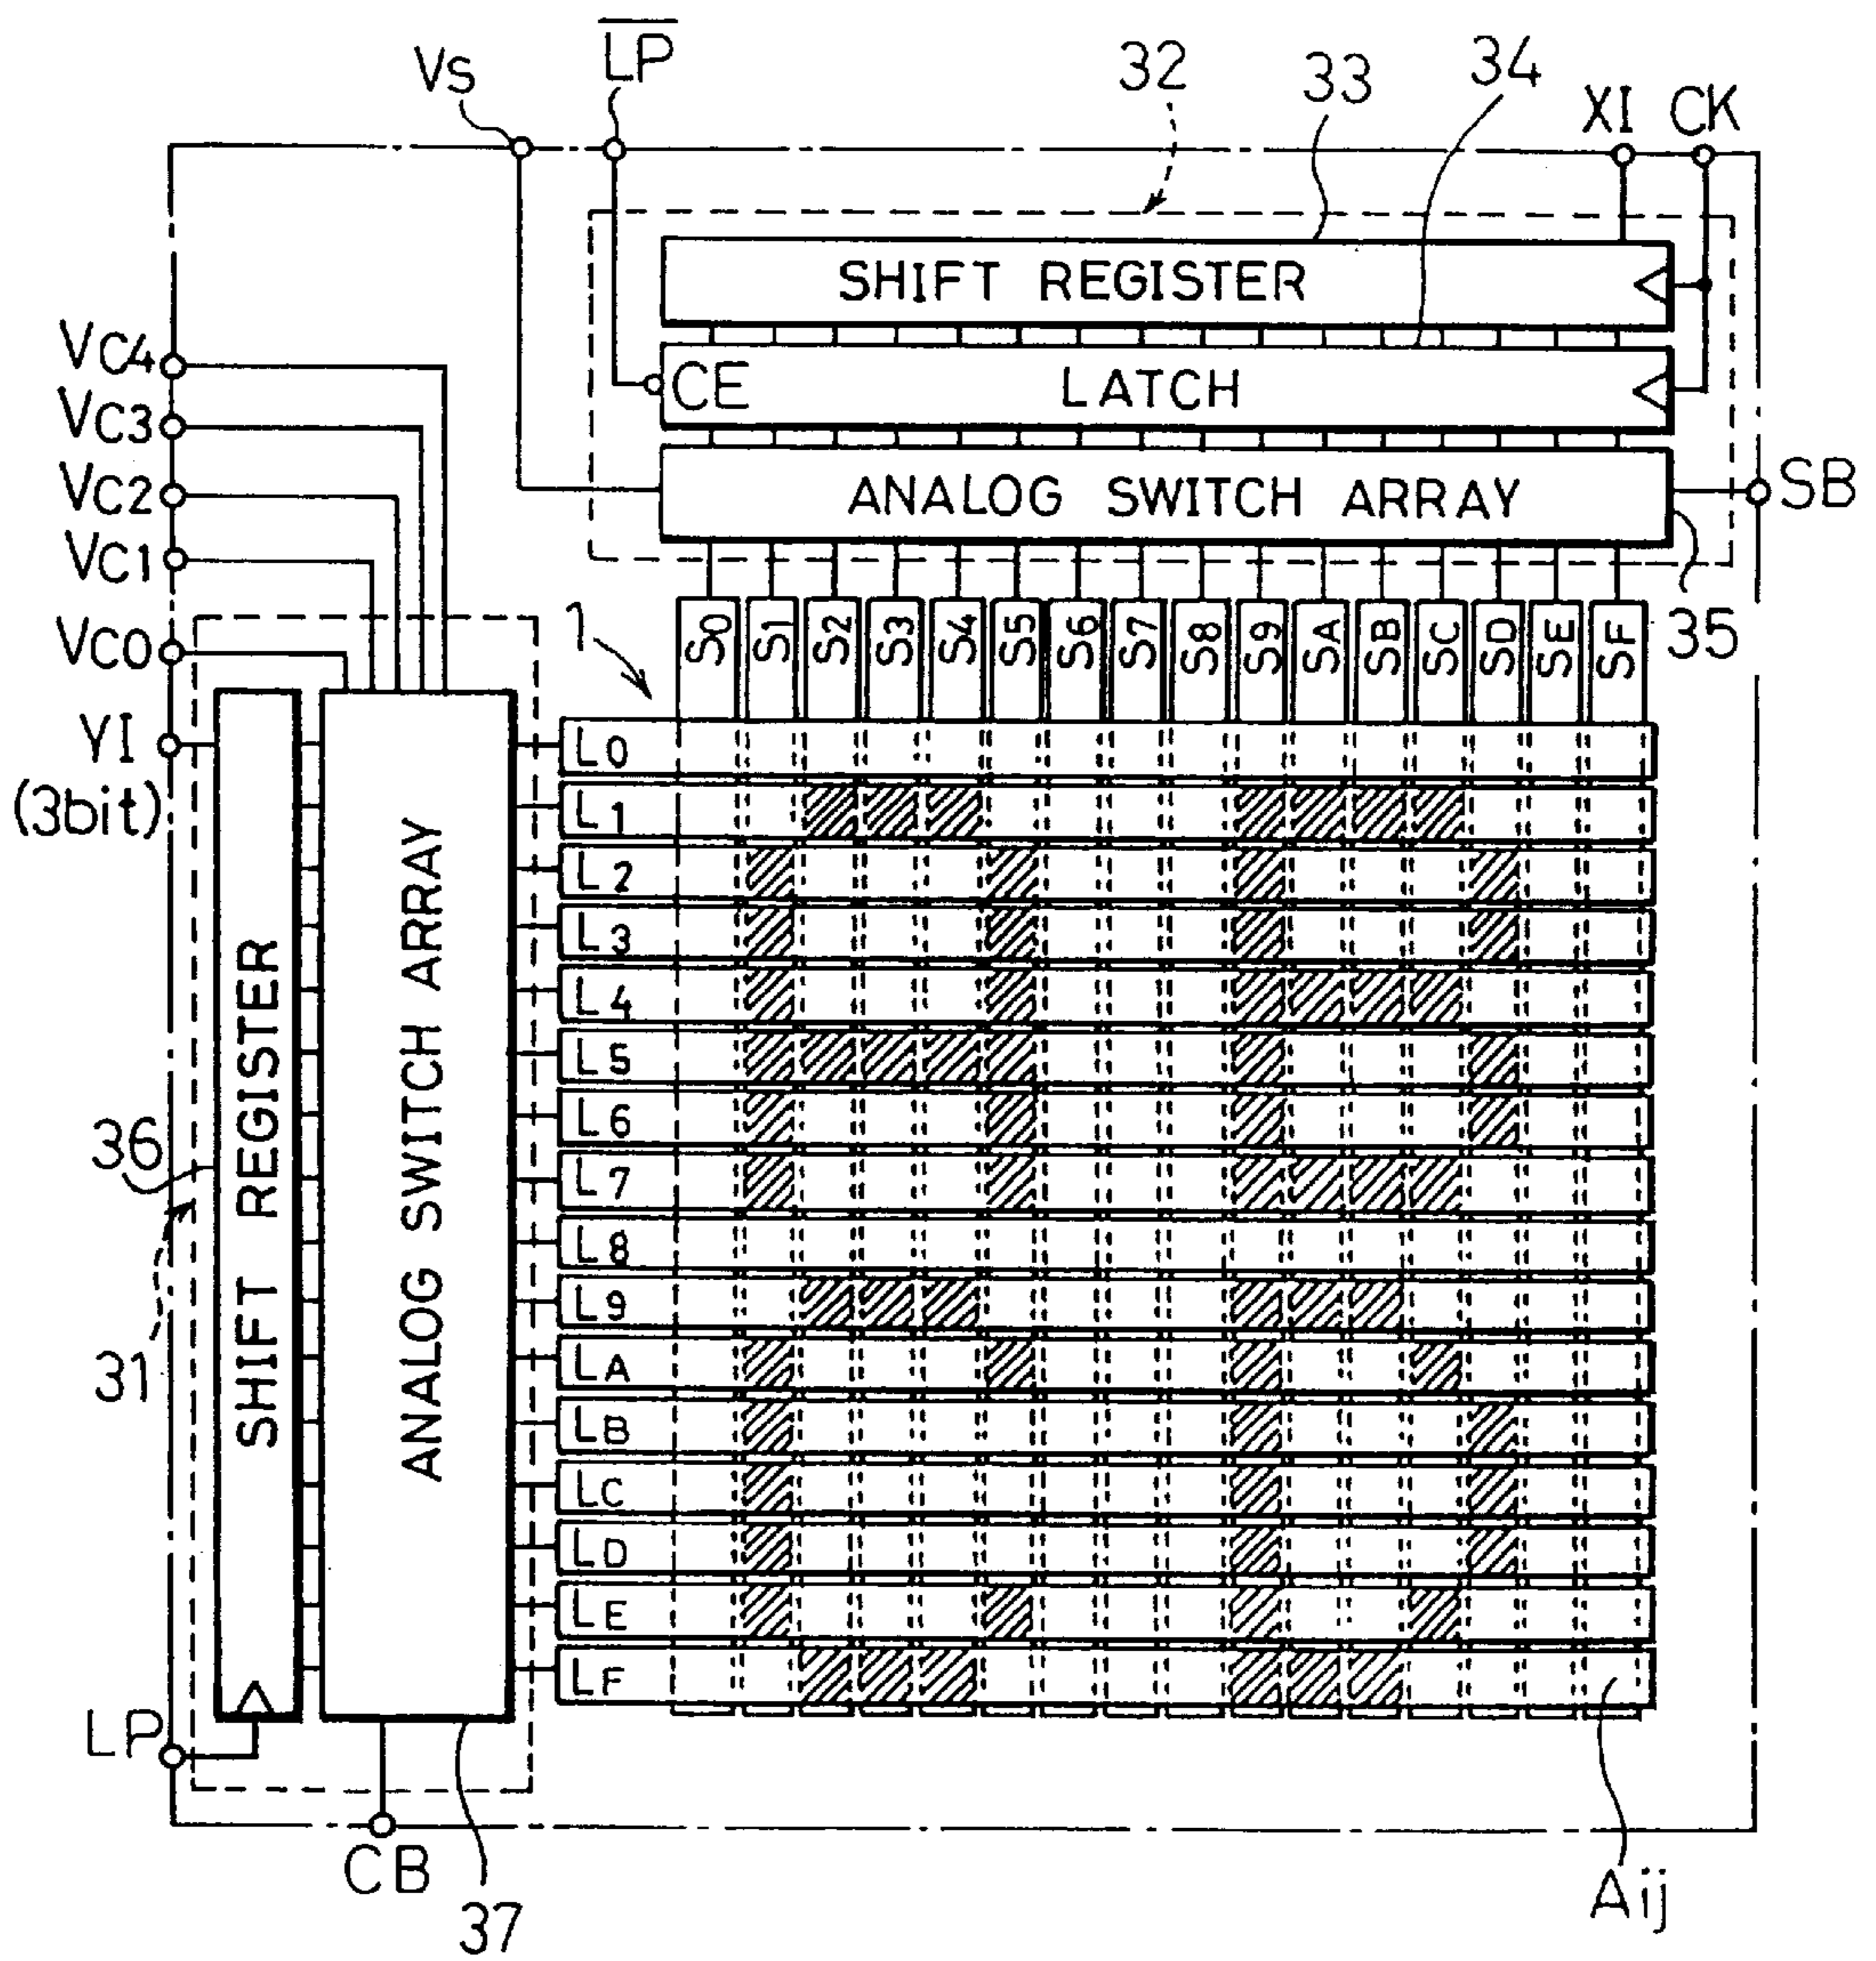 VS
LP
32
33
34
XI
CK
SHIFT REGISTER
CE
LATCH
ANALOG SWITCH ARRAY
SB
35
VC4
VC3
VC2
VC1
VC0
YI
(3bit)
1
S0 S1 S2 S3 S4 S5 S6 S7 S8 S9 SA SB SC SD SE SF
L0
L1
L2
L3
L4
L5
L6
L7
L8
L9
LA
LB
LC
LD
LE
LF
SHIFT REGISTER
ANALOG SWITCH ARRAY
36
31
LP
CB
37
Aij